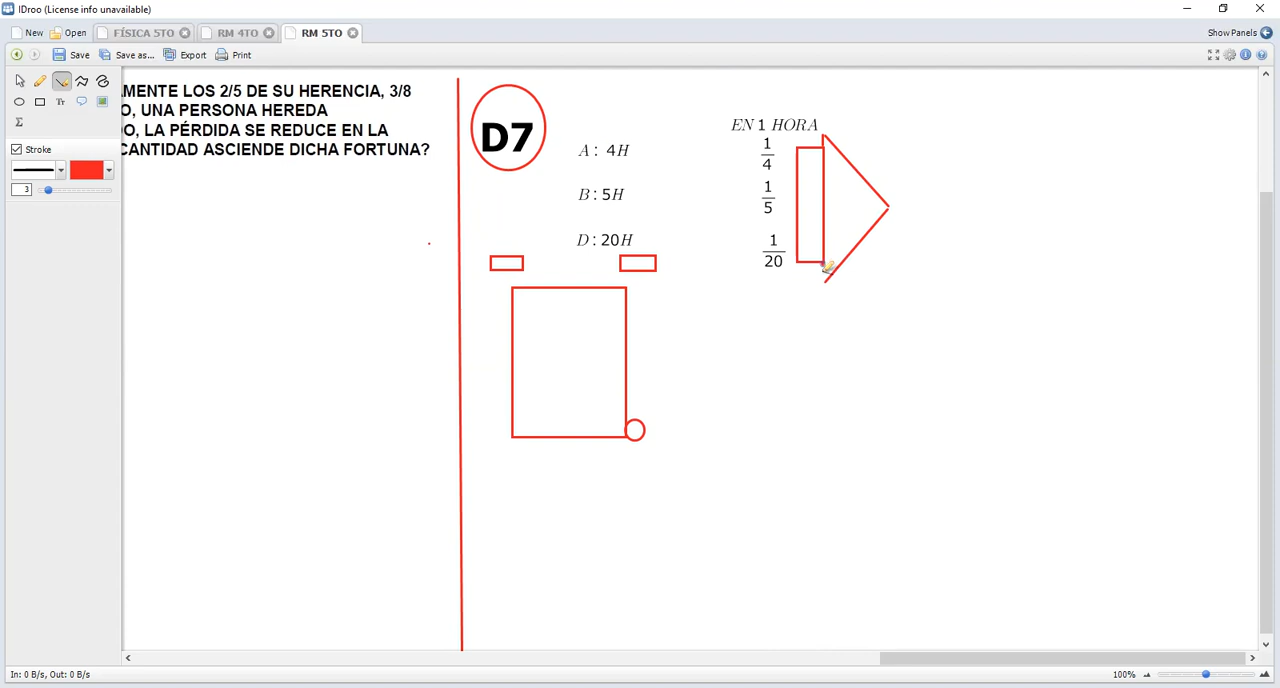 IDroo (License info unavailable)
New Open FÍSICA 5TO RM 4TO RM 5TO Show Panels
Save Save as... Export Print
Tr
Σ
Stroke
3
AMENTE LOS 2/5 DE SU HERENCIA, 3/8
O, UNA PERSONA HEREDA
DO, LA PÉRDIDA SE REDUCE EN LA
CANTIDAD ASCIENDE DICHA FORTUNA?
D7
A: 4H
B: 5H
D: 20H
EN 1 HORA
1
4
1
5
1
20
In: 0 B/s, Out: 0 B/s 100%